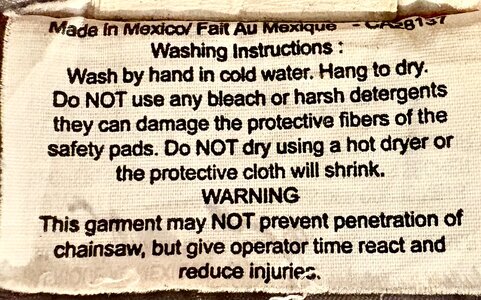 Made in Mexico/ Fait Au Mexique - CA28137
Washing Instructions :
Wash by hand in cold water. Hang to dry.
Do NOT use any bleach or harsh detergents
they can damage the protective fibers of the
safety pads. Do NOT dry using a hot dryer or
the protective cloth will shrink.
WARNING
This garment may NOT prevent penetration of
chainsaw, but give operator time react and
reduce injuries.